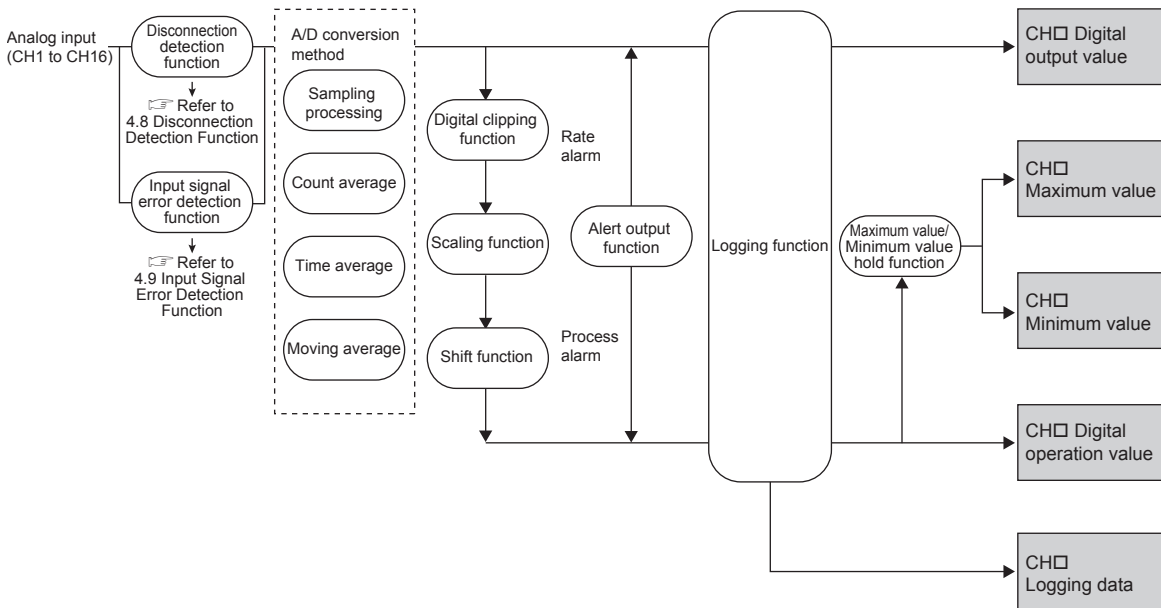 Analog input
(CH1 to CH16)
Disconnection
detection
function
☞ Refer to
4.8 Disconnection
Detection Function
Input signal
error detection
function
☞ Refer to
4.9 Input Signal
Error Detection
Function
A/D conversion
method
Sampling
processing
Count average
Time average
Moving average
Digital clipping
function
Scaling function
Shift function
Rate
alarm
Alert output
function
Process
alarm
Logging function
Maximum value/
Minimum value
hold function
CH□ Digital
output value
CH□
Maximum value
CH□
Minimum value
CH□ Digital
operation value
CH□
Logging data